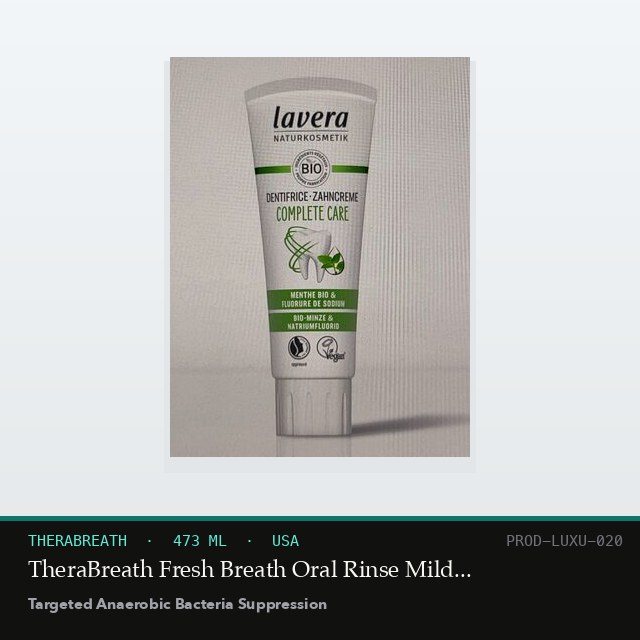 lavera
NATURKOSMETIK
BIO
DENTIFRICE · ZAHNCREME
COMPLETE CARE
MENTHE BIO &
FLUORURE DE SODIUM
BIO-MINZE &
NATRIUMFLUORID
Vegan
THERABREATH · 473 ML · USA
PROD–LUXU–020
TheraBreath Fresh Breath Oral Rinse Mild...
Targeted Anaerobic Bacteria Suppression